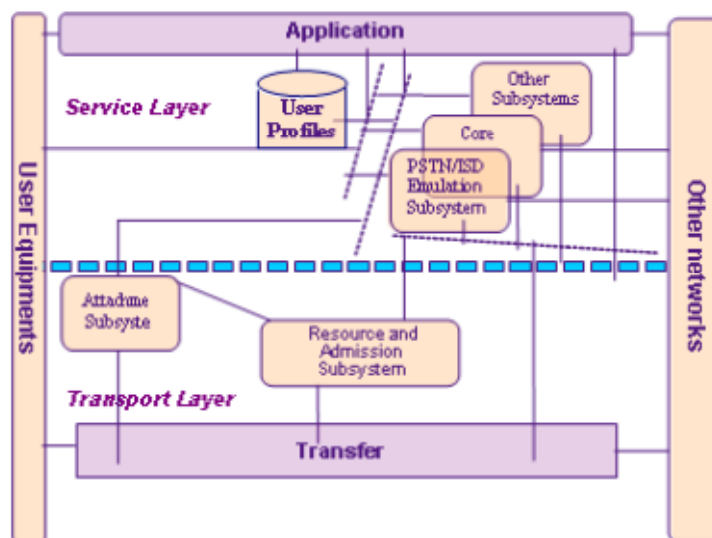 Application
Service Layer
User
Profiles
Other
Subsystems
Core
PSTN/ISD
Emulation
Subsystem
User Equipments
Other networks
Attachme
Subsyste
Resource and
Admission
Subsystem
Transport Layer
Transfer